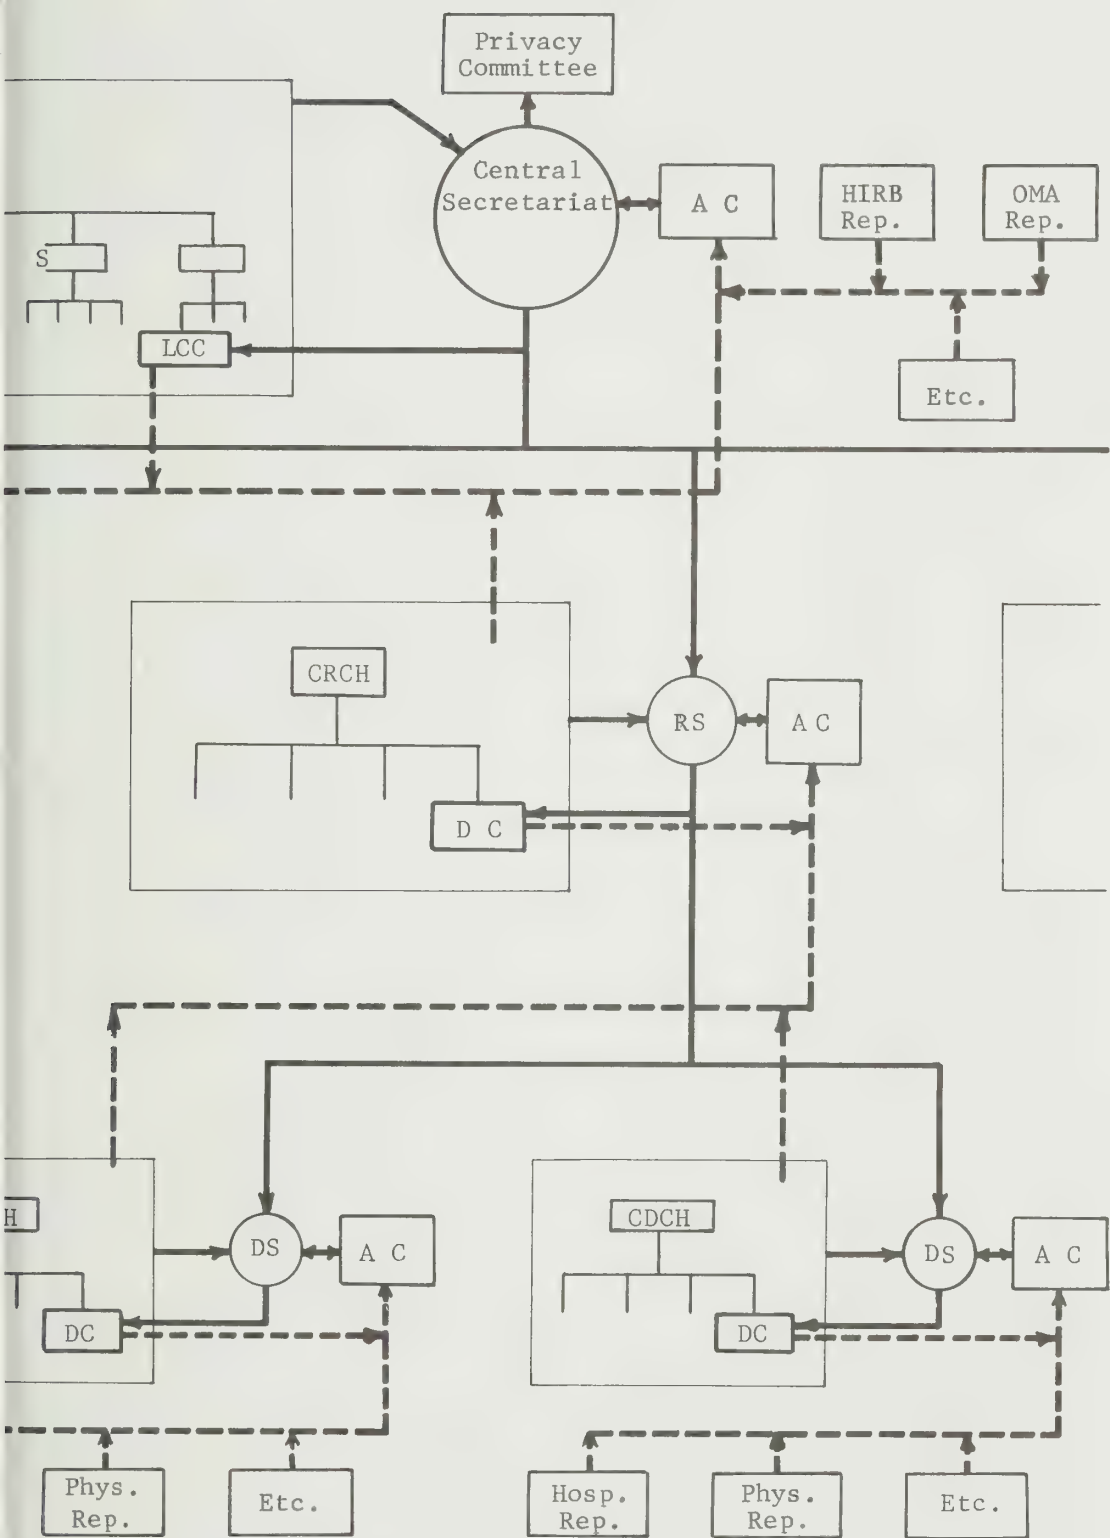 Privacy
Committee
Central
Secretariat
A C
HIRB
Rep.
OMA
Rep.
S
LCC
Etc.
CRCH
RS
A C
D C
H
DS
A C
CDCH
DS
A C
DC
DC
Phys.
Rep.
Etc.
Hosp.
Rep.
Phys.
Rep.
Etc.